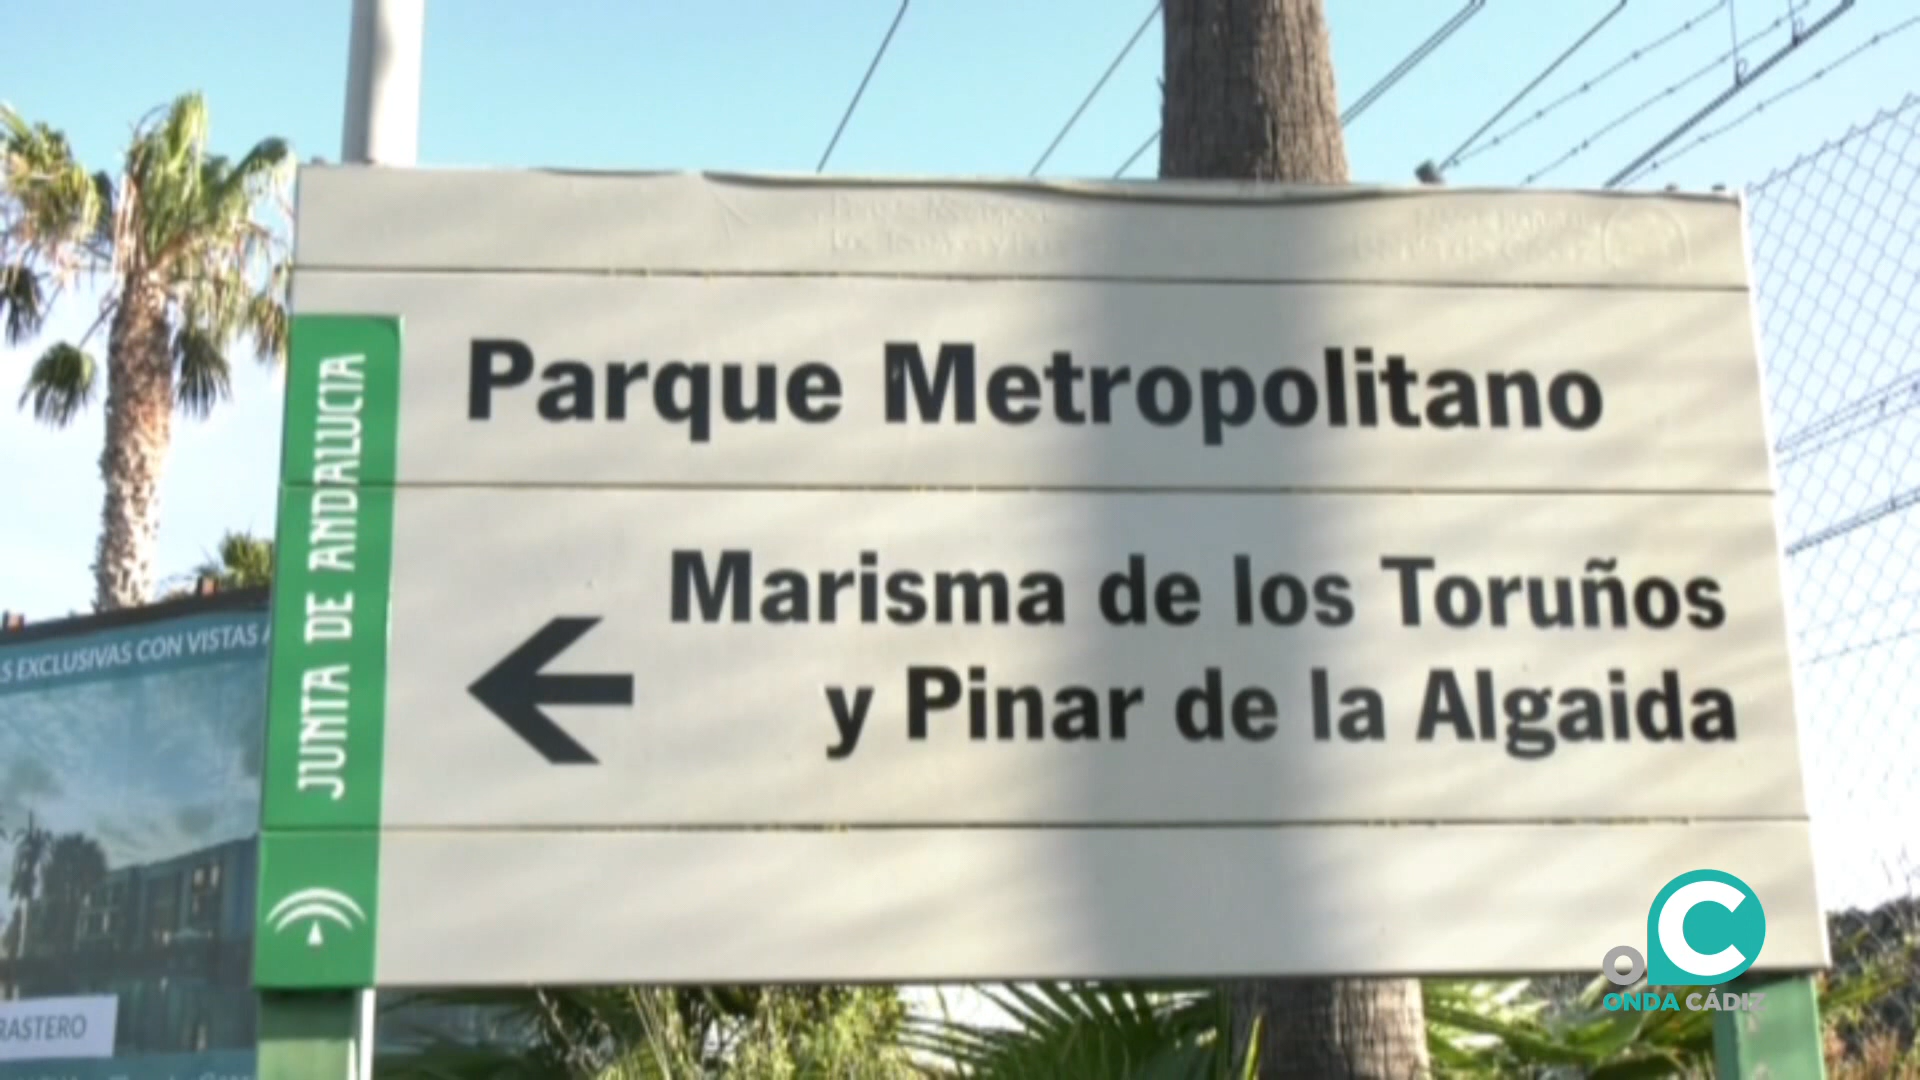 Parque Metropolitano
Marisma de los Toruños
y Pinar de la Algaida
JUNTA DE ANDALUCIA
S EXCLUSIVAS CON VISTAS A
RASTERO
ONDA CÁDIZ